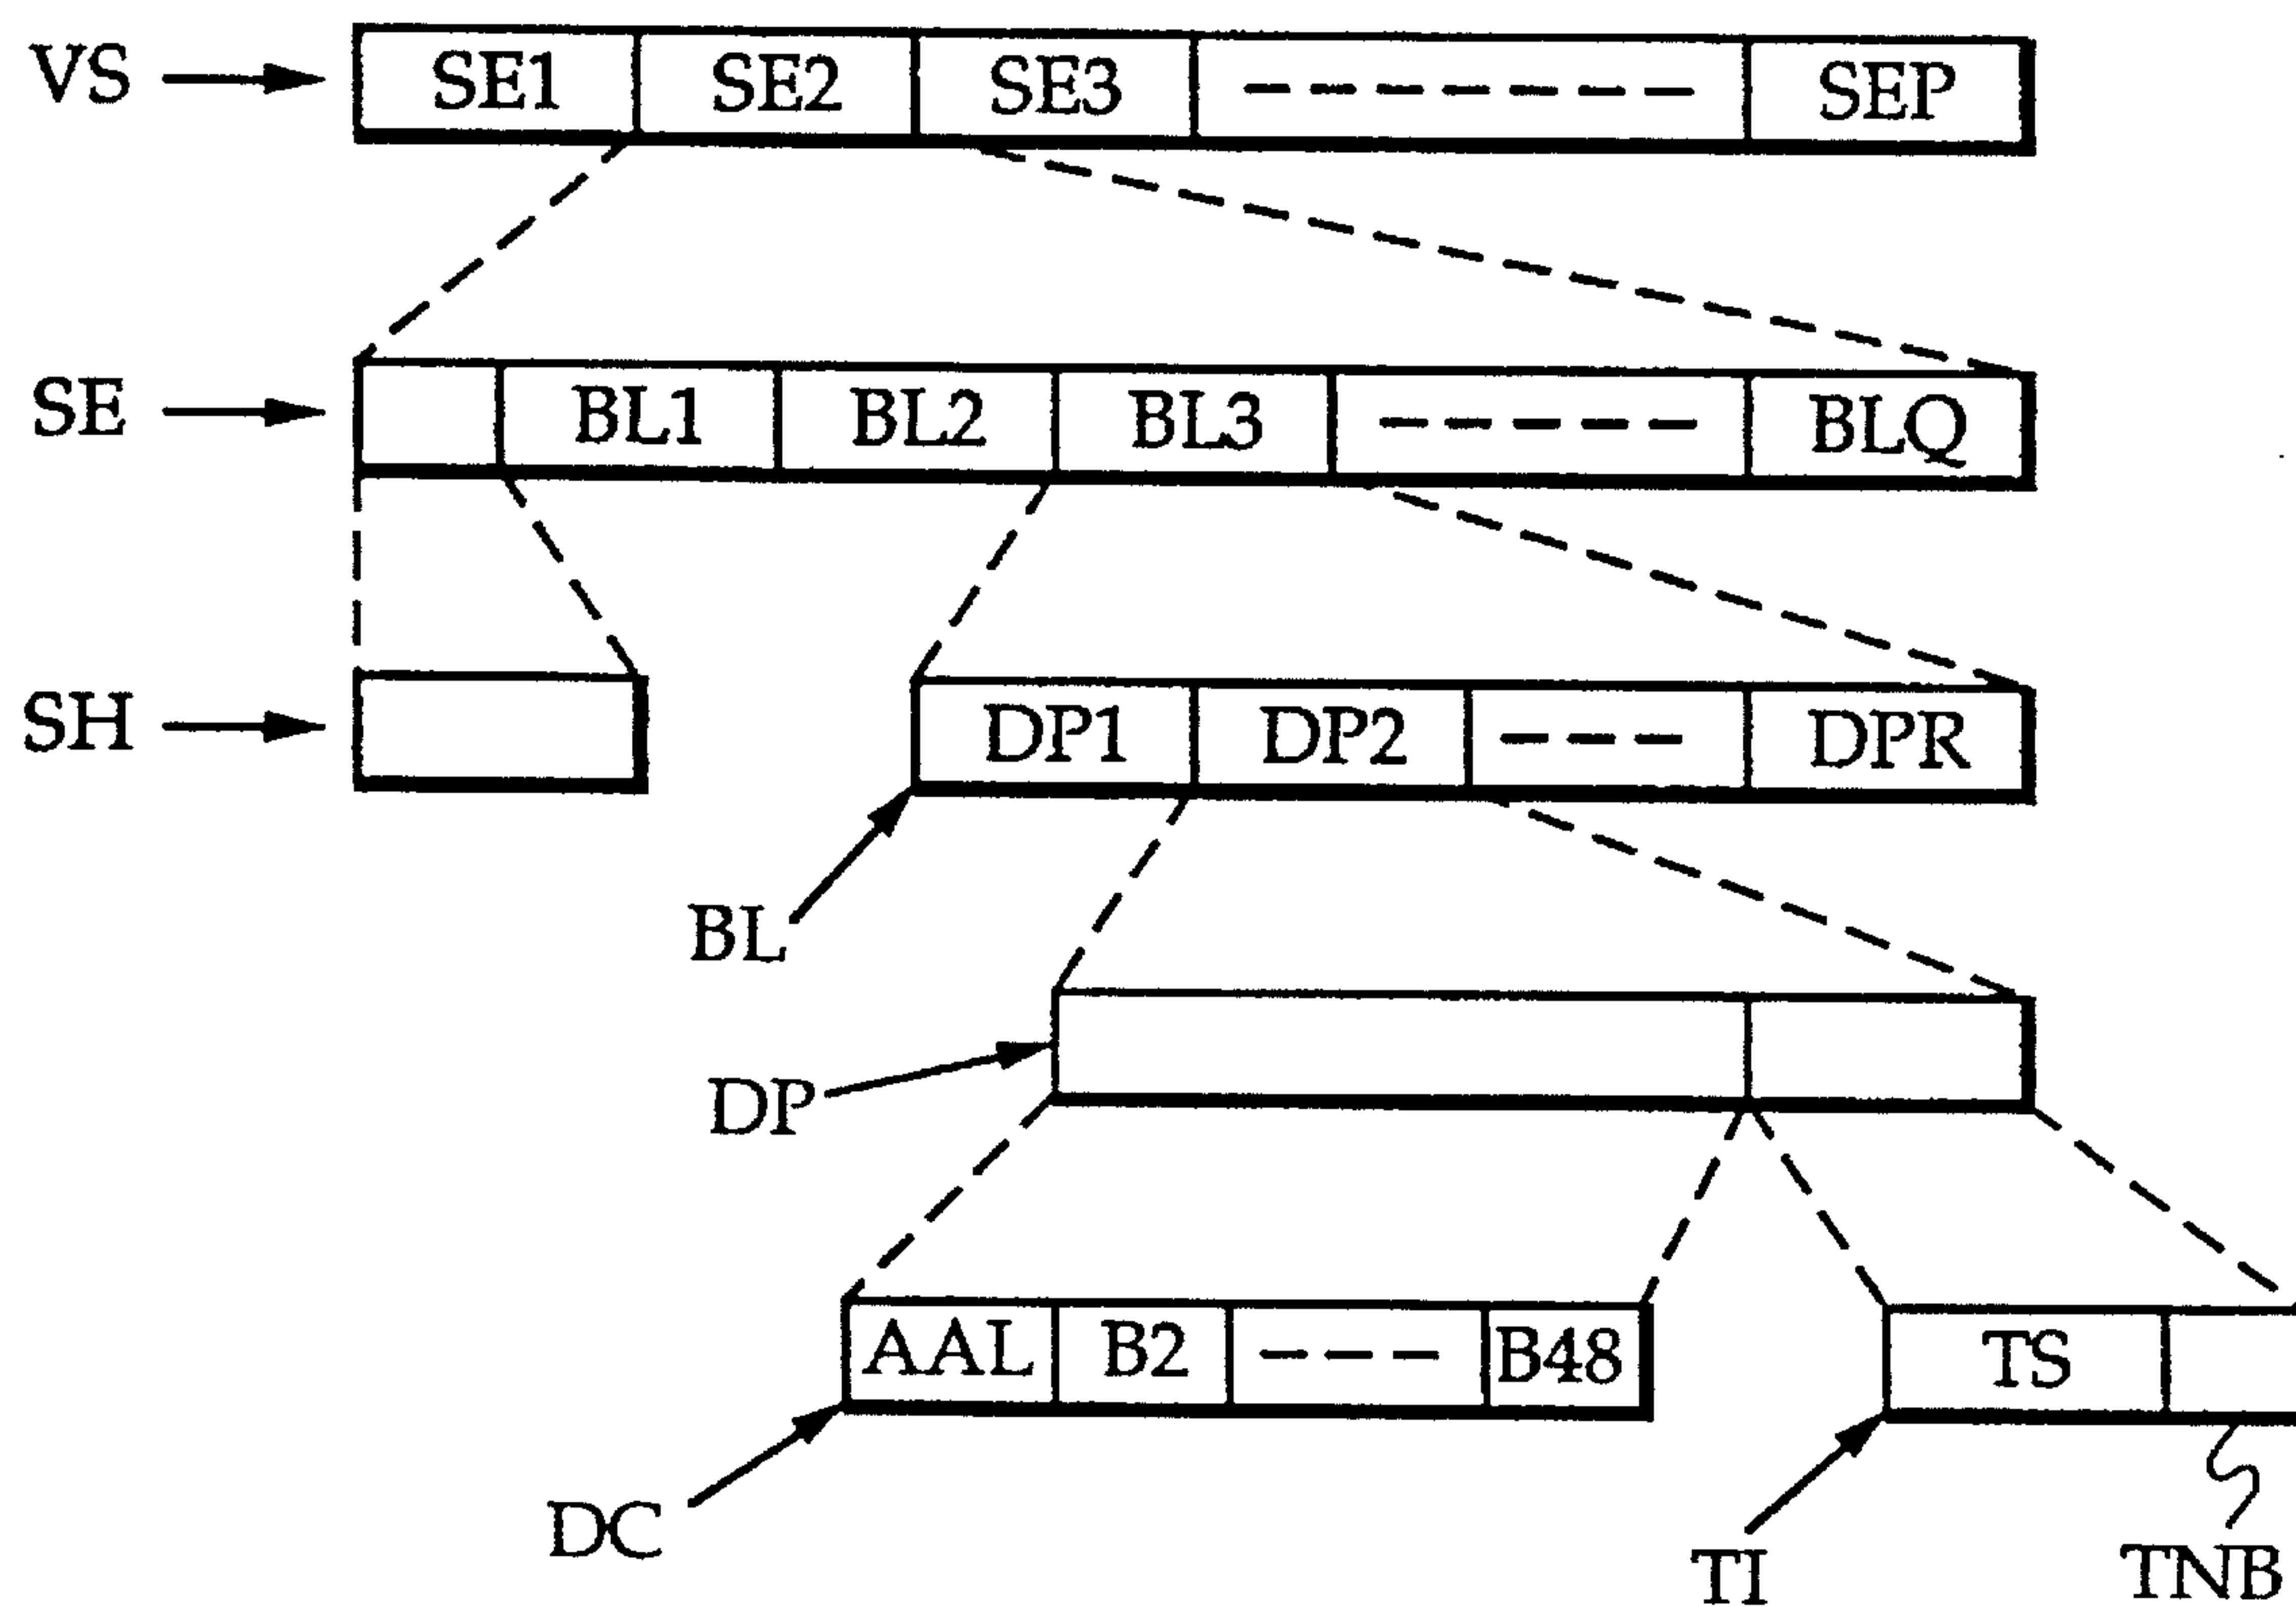 VS SE1 SE2 SE3 SEP
SE BL1 BL2 BL3 BLQ
SH DP1 DP2 DPR
BL
DP
AAL B2 B48 TS
DC TI TNB